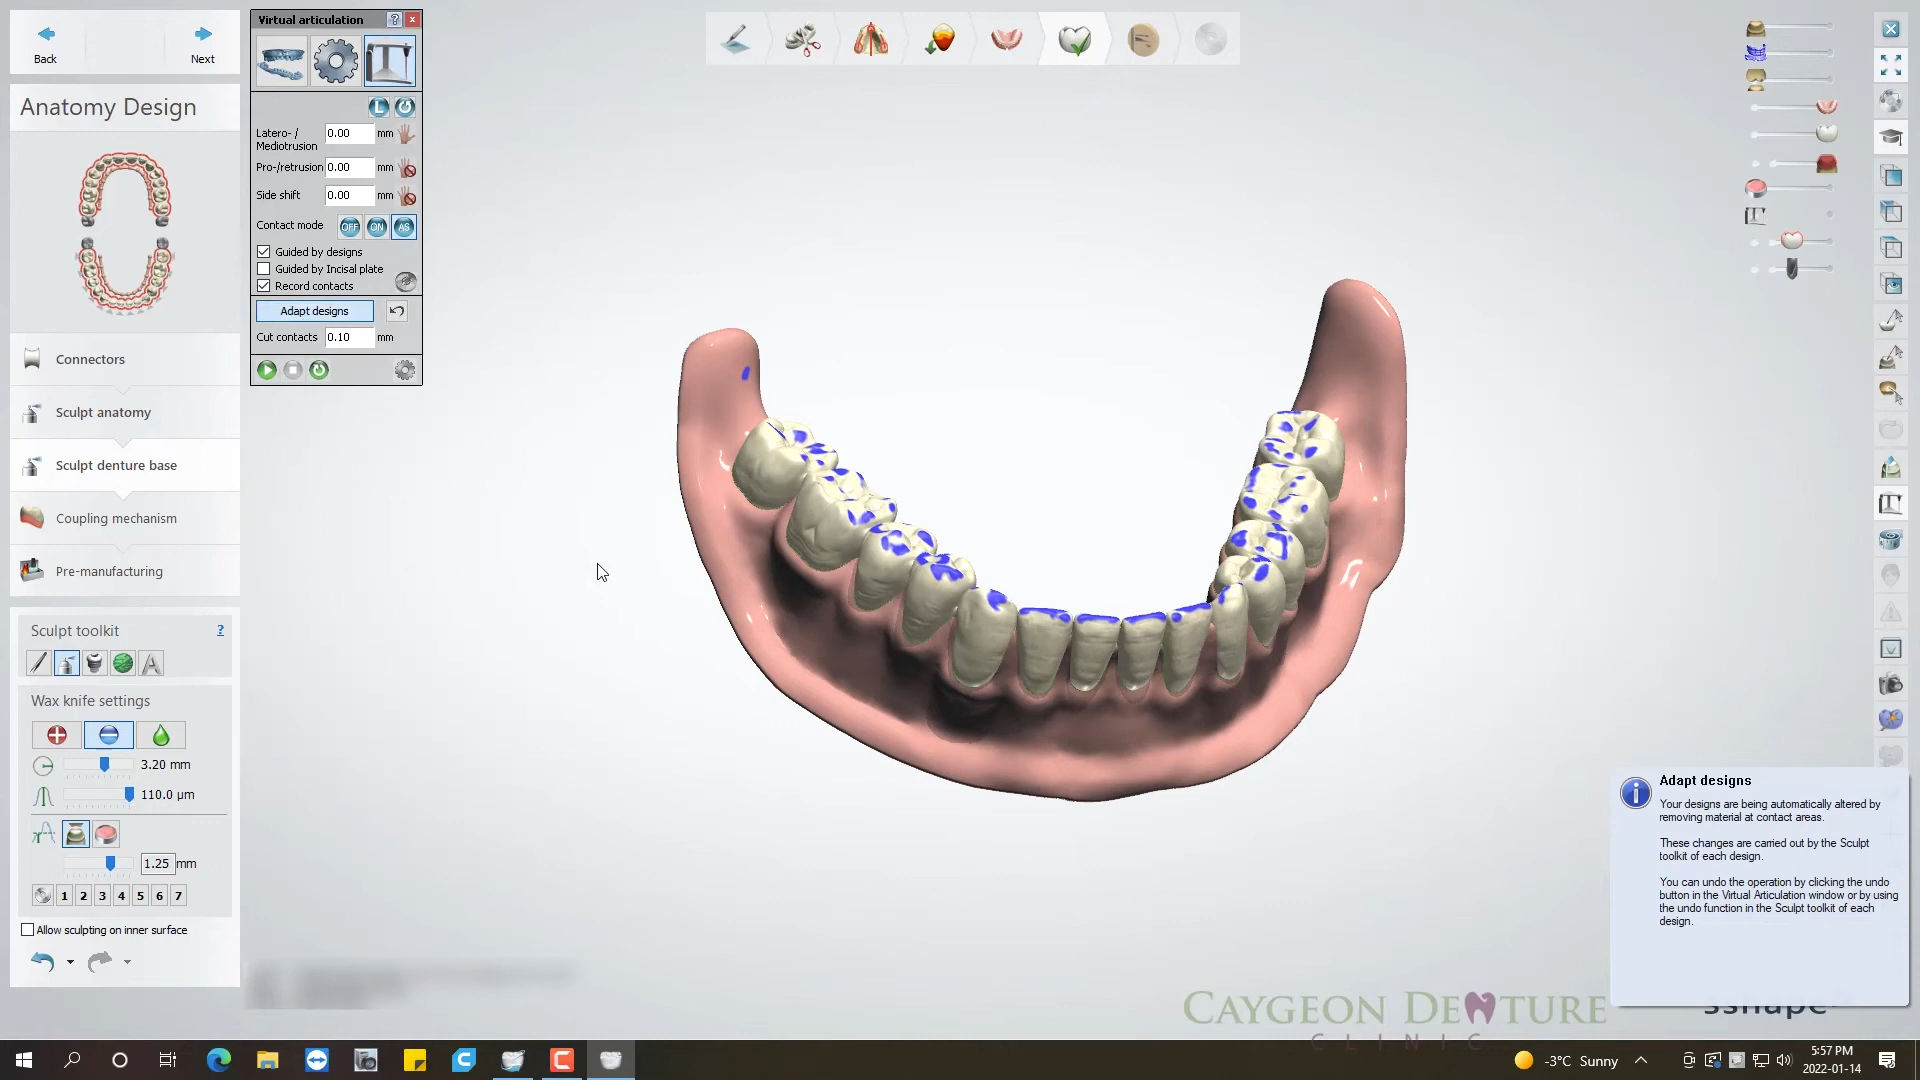 Back
Next
Anatomy Design
Connectors
Sculpt anatomy
Sculpt denture base
Coupling mechanism
Pre-manufacturing
Sculpt toolkit
?
A
Wax knife settings
3.20 mm
110.0 µm
1.25 mm
1 2 3 4 5 6 7
Allow sculpting on inner surface
Virtual articulation
?
x
L
Latero- /
Mediotrusion
0.00 mm
Pro-/retrusion 0.00 mm
Side shift 0.00 mm
Contact mode OFF ON AS
Guided by designs
Guided by Incisal plate
Record contacts
Adapt designs
Cut contacts 0.10 mm
Adapt designs
Your designs are being automatically altered by
removing material at contact areas.
These changes are carried out by the Sculpt
toolkit of each design.
You can undo the operation by clicking the undo
button in the Virtual Articulation window or by using
the undo function in the Sculpt toolkit of each
design.
CAYGEON DENTURE
CLINIC
3shape
-3°C Sunny
5:57 PM
2022-01-14